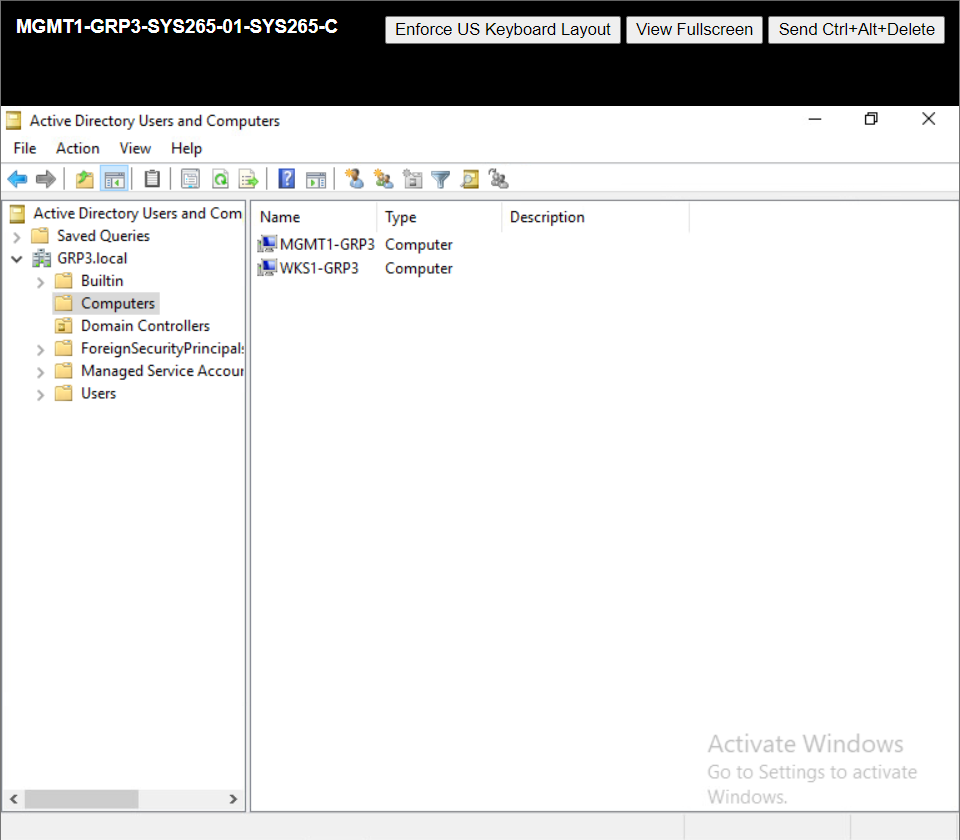 MGMT1-GRP3-SYS265-01-SYS265-C
Enforce US Keyboard Layout View Fullscreen Send Ctrl+Alt+Delete
Active Directory Users and Computers
File Action View Help
Active Directory Users and Com
Saved Queries
GRP3.local
Builtin
Computers
Domain Controllers
ForeignSecurityPrincipals
Managed Service Accour
Users
Name Type Description
MGMT1-GRP3 Computer
WKS1-GRP3 Computer
Activate Windows
Go to Settings to activate
Windows.